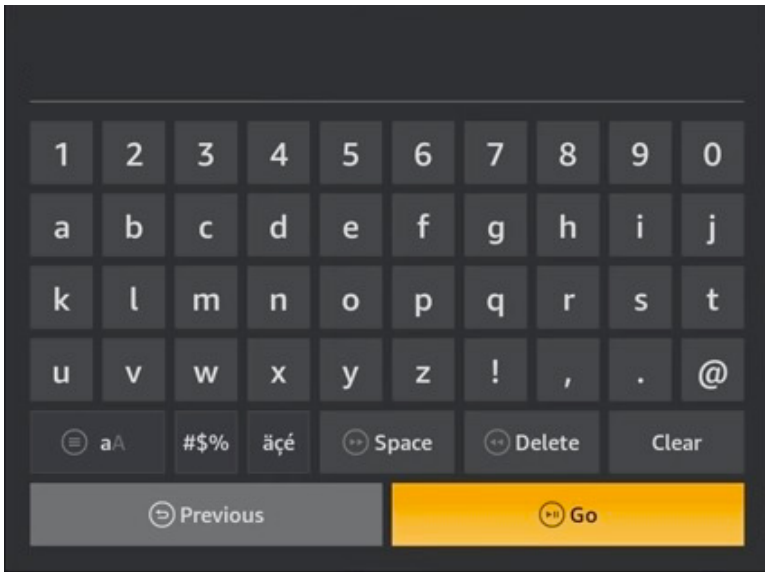 1 2 3 4 5 6 7 8 9 0
a b c d e f g h i j
k l m n o p q r s t
u v w x y z ! , . @
aA #$% äçé Space Delete Clear
Previous Go